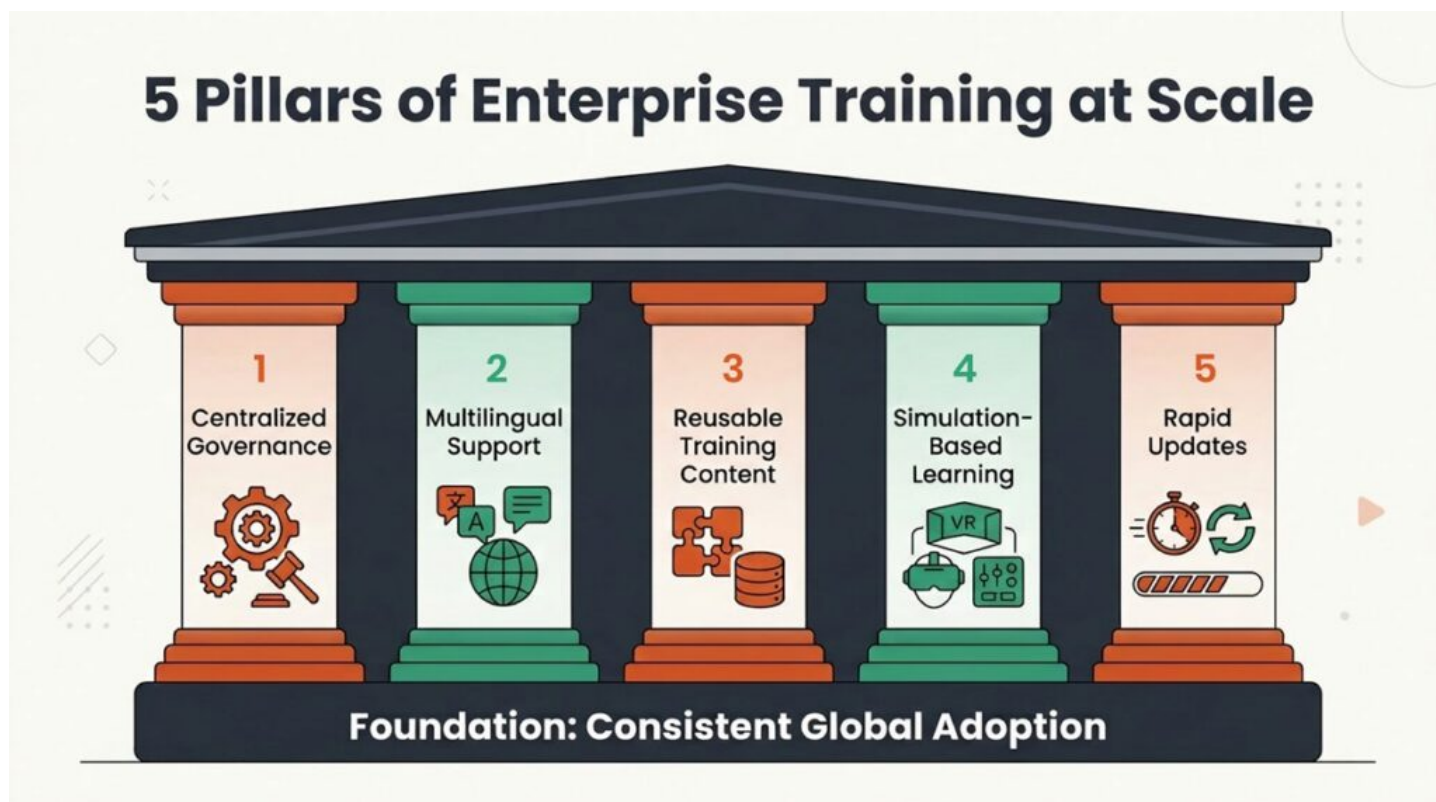 5 Pillars of Enterprise Training at Scale
1
Centralized
Governance
2
Multilingual
Support
文
A
3
Reusable
Training
Content
4
Simulation-
Based
Learning
VR
5
Rapid
Updates
Foundation: Consistent Global Adoption